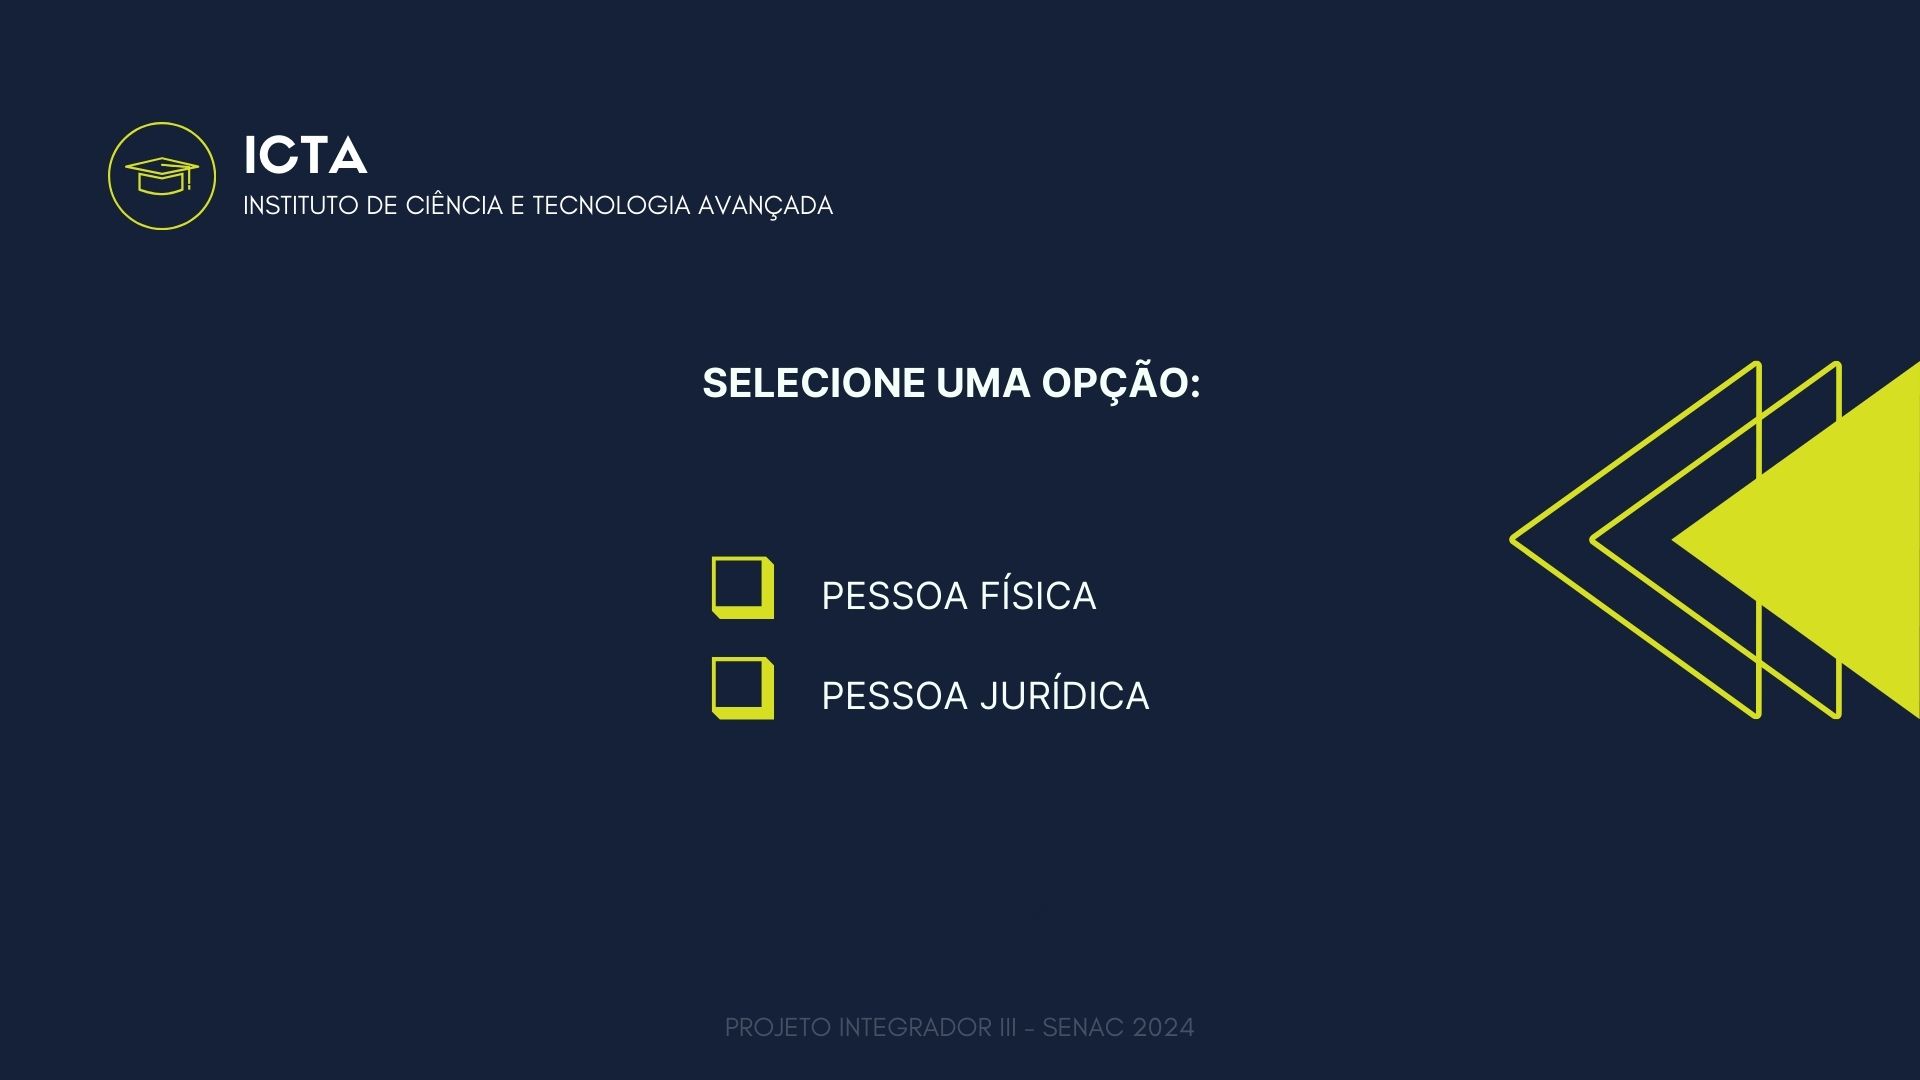 ICTA
INSTITUTO DE CIÊNCIA E TECNOLOGIA AVANÇADA
SELECIONE UMA OPÇÃO:
PESSOA FÍSICA
PESSOA JURÍDICA
PROJETO INTEGRADOR III - SENAC 2024